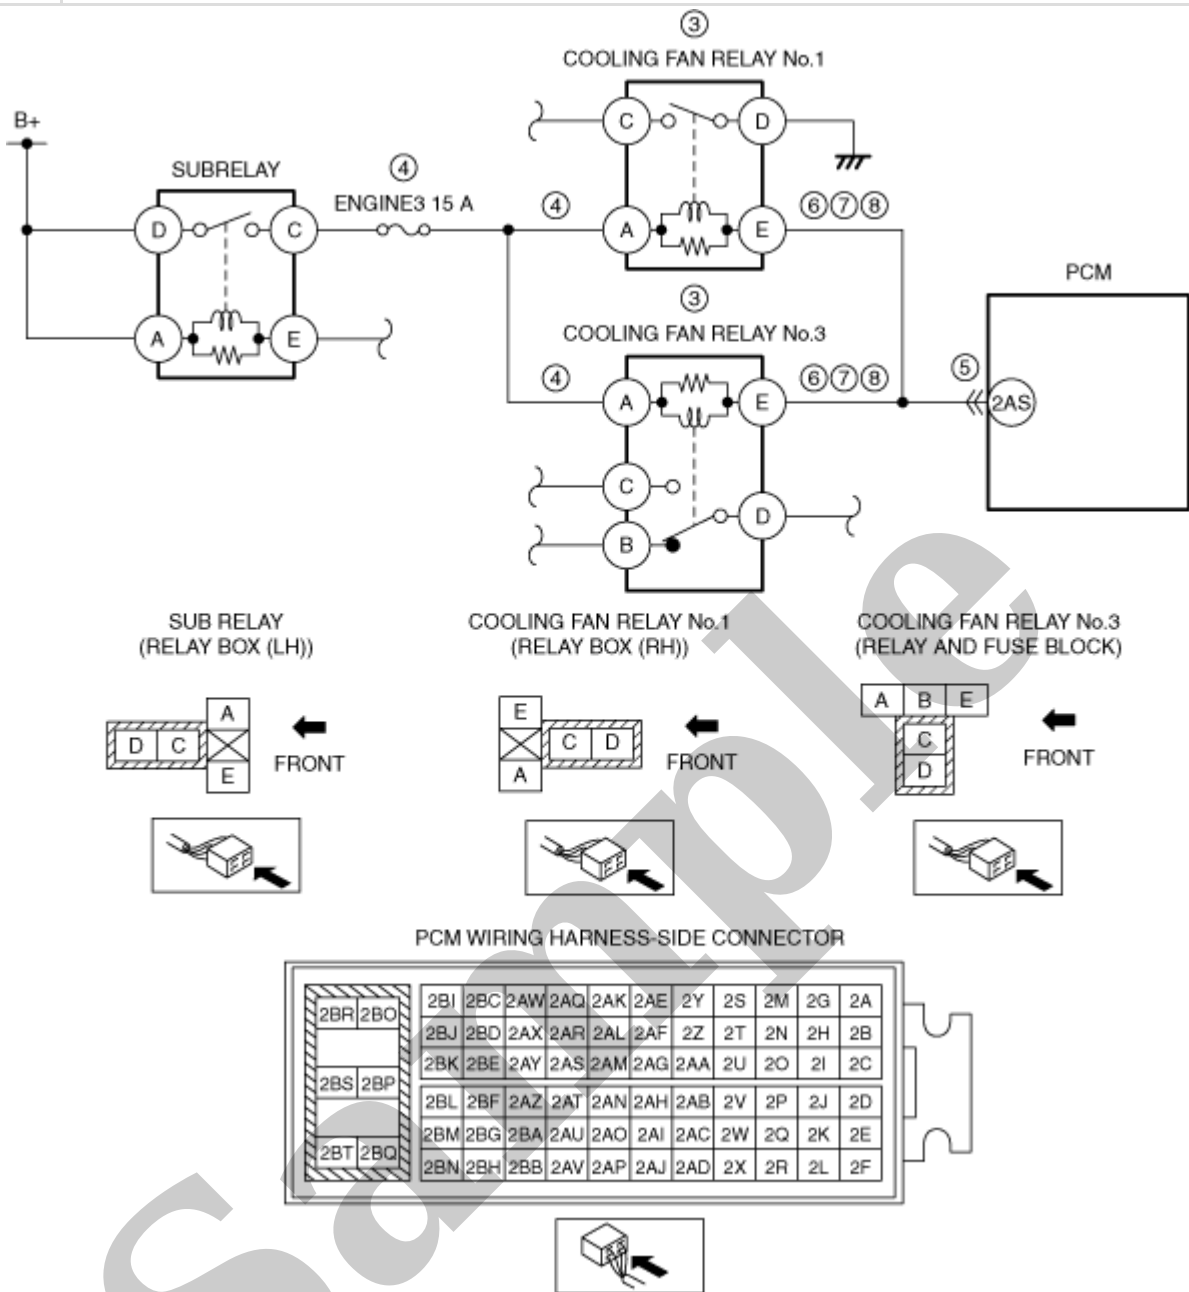 ③
COOLING FAN RELAY No.1
B+
C D
SUBRELAY
④
ENGINE3 15 A
④
⑥⑦⑧
D C
A E
PCM
③
COOLING FAN RELAY No.3
A E
④
⑥⑦⑧
⑤
A E
2AS
C
D
B
SUB RELAY
(RELAY BOX (LH))
COOLING FAN RELAY No.1
(RELAY BOX (RH))
COOLING FAN RELAY No.3
(RELAY AND FUSE BLOCK)
A
D C
E
FRONT
E
C D
A
FRONT
A B E
C
D
FRONT
PCM WIRING HARNESS-SIDE CONNECTOR
2BR 2BO
2BS 2BP
2BT 2BQ
2BI 2BC 2AW 2AQ 2AK 2AE 2Y 2S 2M 2G 2A
2BJ 2BD 2AX 2AR 2AL 2AF 2Z 2T 2N 2H 2B
2BK 2BE 2AY 2AS 2AM 2AG 2AA 2U 2O 2I 2C
2BL 2BF 2AZ 2AT 2AN 2AH 2AB 2V 2P 2J 2D
2BM 2BG 2BA 2AU 2AO 2AI 2AC 2W 2Q 2K 2E
2BN 2BH 2BB 2AV 2AP 2AJ 2AD 2X 2R 2L 2F
Sample